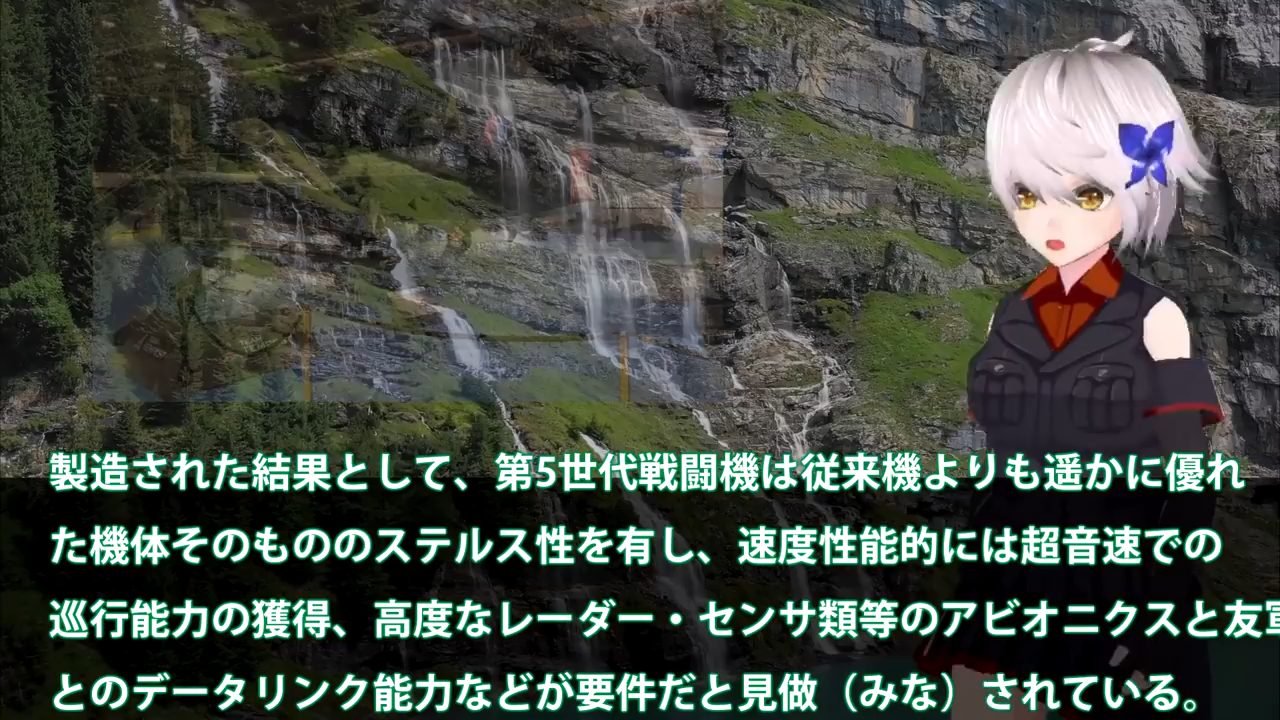 製造された結果として、第5世代戦闘機は従来機よりも遥かに優れ
た機体そのもののステルス性を有し、速度性能的には超音速での
巡行能力の獲得、高度なレーダー・センサ類等のアビオニクスと友軍
とのデータリンク能力などが要件だと見做（みな）されている。